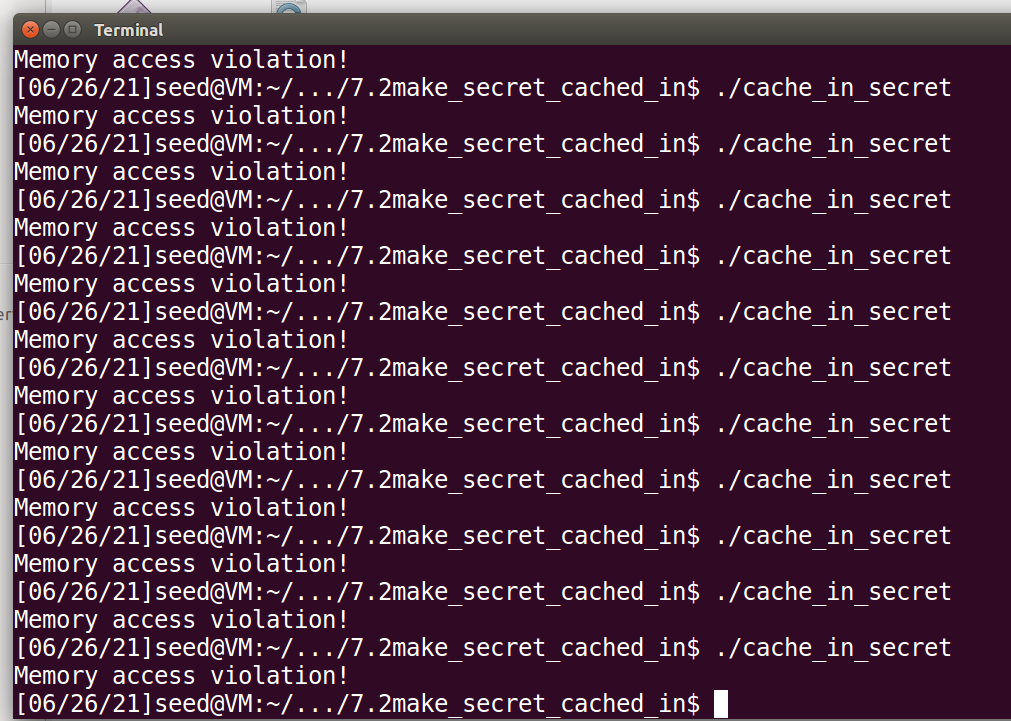 Terminal
Memory access violation!
[06/26/21]seed@VM:~/.../7.2make_secret_cached_in$ ./cache_in_secret
Memory access violation!
[06/26/21]seed@VM:~/.../7.2make_secret_cached_in$ ./cache_in_secret
Memory access violation!
[06/26/21]seed@VM:~/.../7.2make_secret_cached_in$ ./cache_in_secret
Memory access violation!
[06/26/21]seed@VM:~/.../7.2make_secret_cached_in$ ./cache_in_secret
Memory access violation!
[06/26/21]seed@VM:~/.../7.2make_secret_cached_in$ ./cache_in_secret
er
Memory access violation!
[06/26/21]seed@VM:~/.../7.2make_secret_cached_in$ ./cache_in_secret
Memory access violation!
[06/26/21]seed@VM:~/.../7.2make_secret_cached_in$ ./cache_in_secret
Memory access violation!
[06/26/21]seed@VM:~/.../7.2make_secret_cached_in$ ./cache_in_secret
Memory access violation!
[06/26/21]seed@VM:~/.../7.2make_secret_cached_in$ ./cache_in_secret
Memory access violation!
[06/26/21]seed@VM:~/.../7.2make_secret_cached_in$ ./cache_in_secret
Memory access violation!
[06/26/21]seed@VM:~/.../7.2make_secret_cached_in$ ./cache_in_secret
Memory access violation!
[06/26/21]seed@VM:~/.../7.2make_secret_cached_in$